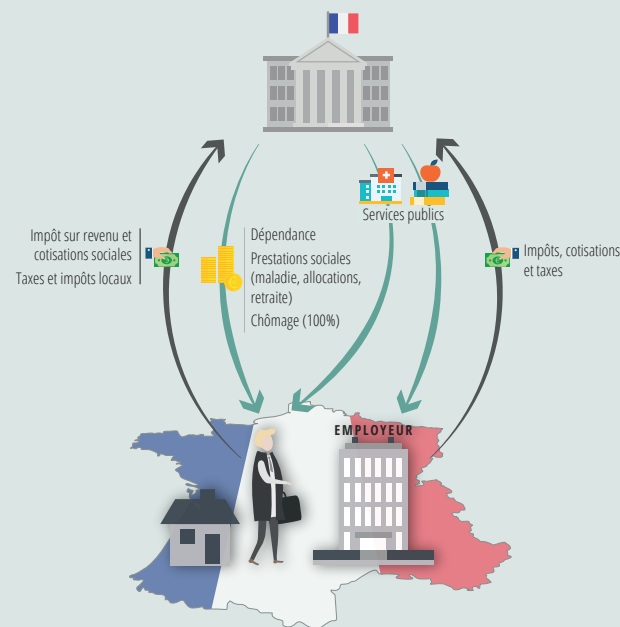 Services publics
Impôt sur revenu et
cotisations sociales
Taxes et impôts locaux
Dépendance
Prestations sociales
(maladie, allocations,
retraite)
Chômage (100%)
Impôts, cotisations
et taxes
EMPLOYEUR